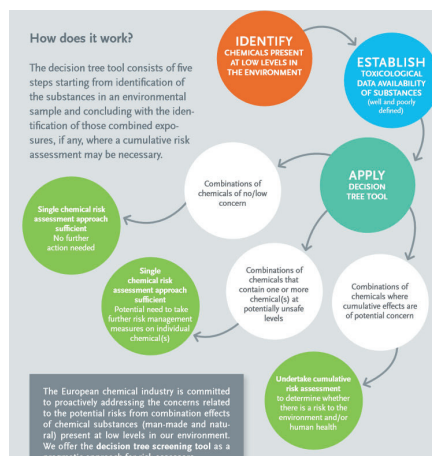 How does it work?
The decision tree tool consists of five
steps starting from identification of
the substances in an environmental
sample and concluding with the iden-
tification of those combined expo-
sures, if any, where a cumulative risk
assessment may be necessary.
IDENTIFY
CHEMICALS PRESENT
AT LOW LEVELS IN
THE ENVIRONMENT
ESTABLISH
TOXICOLOGICAL
DATA AVAILABILITY
OF SUBSTANCES
(well and poorly
defined)
APPLY
DECISION
TREE TOOL
Combinations of
chemicals of no/low
concern
Single chemical risk
assessment approach
sufficient
No further
action needed
Combinations of
chemicals that
contain one or more
chemical(s) at
potentially unsafe
levels
Single
chemical risk
assessment approach
sufficient
Potential need to take
further risk management
measures on individual
chemical(s)
Combinations of
chemicals where
cumulative effects are
of potential concern
Undertake cumulative
risk assessment
to determine whether
there is a risk to the
environment and/or
human health
The European chemical industry is committed
to proactively addressing the concerns related
to the potential risks from combination effects
of chemical substances (man-made and natu-
ral) present at low levels in our environment.
We offer the decision tree screening tool as a